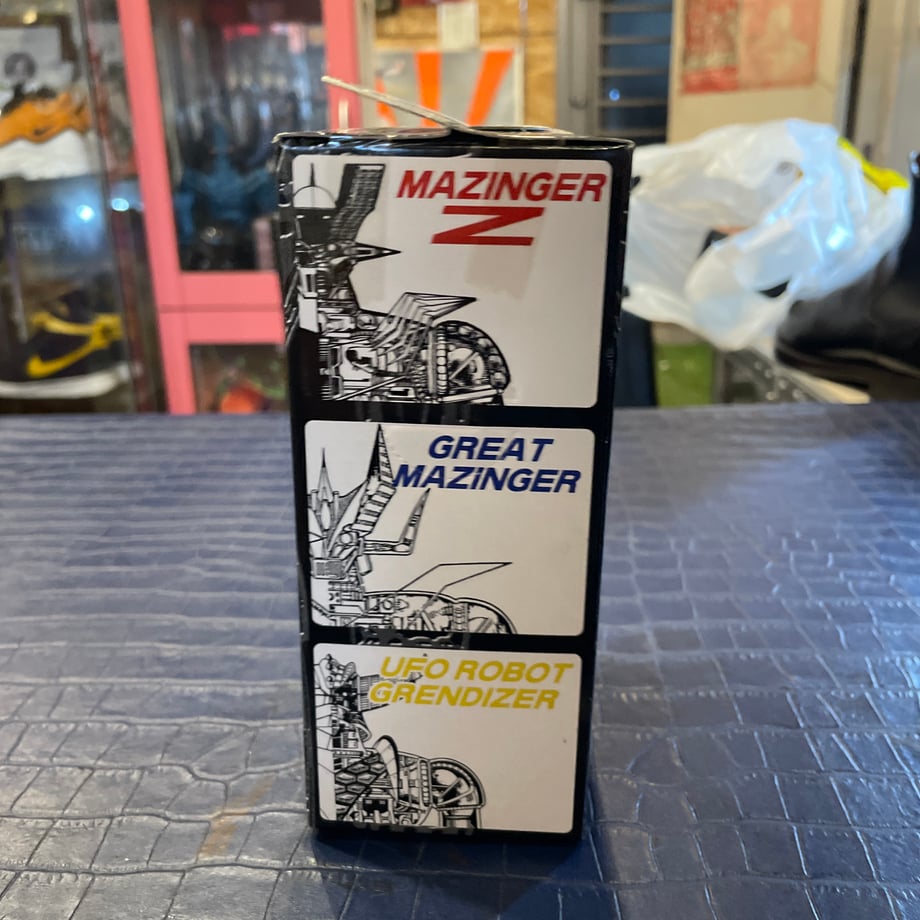 MAZINGER
Z
GREAT
MAZiNGER
UFO ROBOT
GRENDIZER